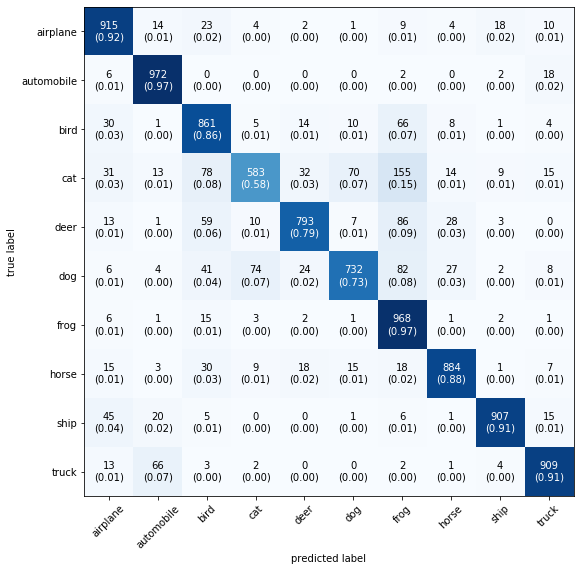 airplane 915 14 23 4 2 1 9 4 18 10
(0.92) (0.01) (0.02) (0.00) (0.00) (0.00) (0.01) (0.00) (0.02) (0.01)
automobile 6 972 0 0 0 0 2 0 2 18
(0.01) (0.97) (0.00) (0.00) (0.00) (0.00) (0.00) (0.00) (0.00) (0.02)
bird 30 1 861 5 14 10 66 8 1 4
(0.03) (0.00) (0.86) (0.01) (0.01) (0.01) (0.07) (0.01) (0.00) (0.00)
cat 31 13 78 583 32 70 155 14 9 15
(0.03) (0.01) (0.08) (0.58) (0.03) (0.07) (0.15) (0.01) (0.01) (0.01)
deer 13 1 59 10 793 7 86 28 3 0
(0.01) (0.00) (0.06) (0.01) (0.79) (0.01) (0.09) (0.03) (0.00) (0.00)
true label
dog 6 4 41 74 24 732 82 27 2 8
(0.01) (0.00) (0.04) (0.07) (0.02) (0.73) (0.08) (0.03) (0.00) (0.01)
frog 6 1 15 3 2 1 968 1 2 1
(0.01) (0.00) (0.01) (0.00) (0.00) (0.00) (0.97) (0.00) (0.00) (0.00)
horse 15 3 30 9 18 15 18 884 1 7
(0.01) (0.00) (0.03) (0.01) (0.02) (0.01) (0.02) (0.88) (0.00) (0.01)
ship 45 20 5 0 0 1 6 1 907 15
(0.04) (0.02) (0.01) (0.00) (0.00) (0.00) (0.01) (0.00) (0.91) (0.01)
truck 13 66 3 2 0 0 2 1 4 909
(0.01) (0.07) (0.00) (0.00) (0.00) (0.00) (0.00) (0.00) (0.00) (0.91)
airplane automobile bird cat deer dog frog horse ship truck
predicted label